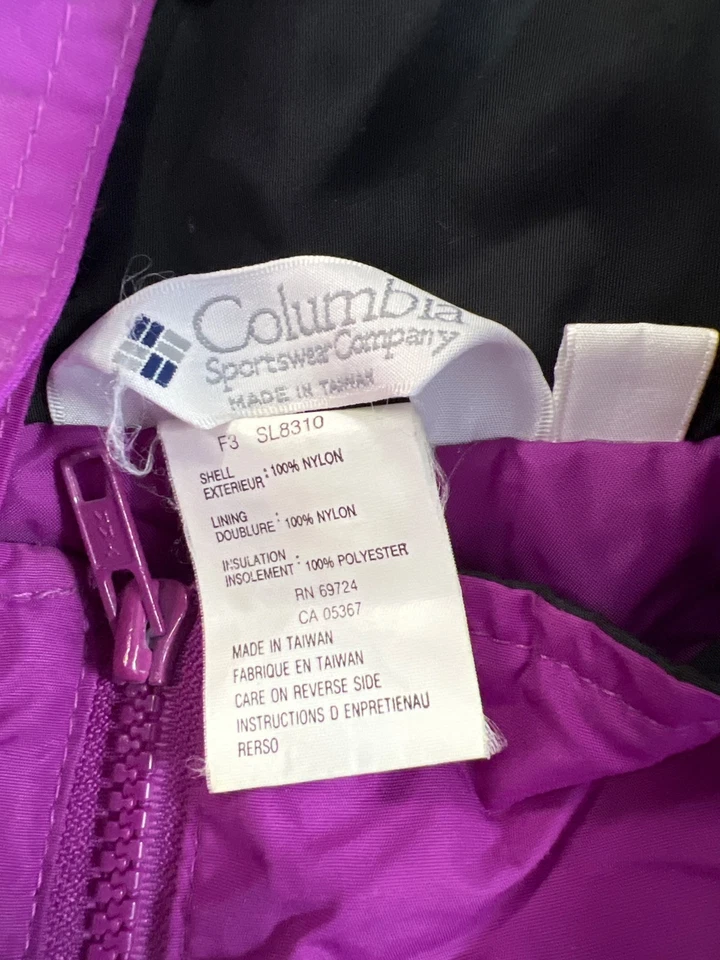 Columbia
Sportswear Company
MADE IN TAIWAN
F3 SL8310
SHELL
EXTERIEUR : 100% NYLON
LINING
DOUBLURE : 100% NYLON
INSULATION
INSOLEMENT : 100% POLYESTER
RN 69724
CA 05367
MADE IN TAIWAN
FABRIQUE EN TAIWAN
CARE ON REVERSE SIDE
INSTRUCTIONS D ENPRETIENAU
RERSO